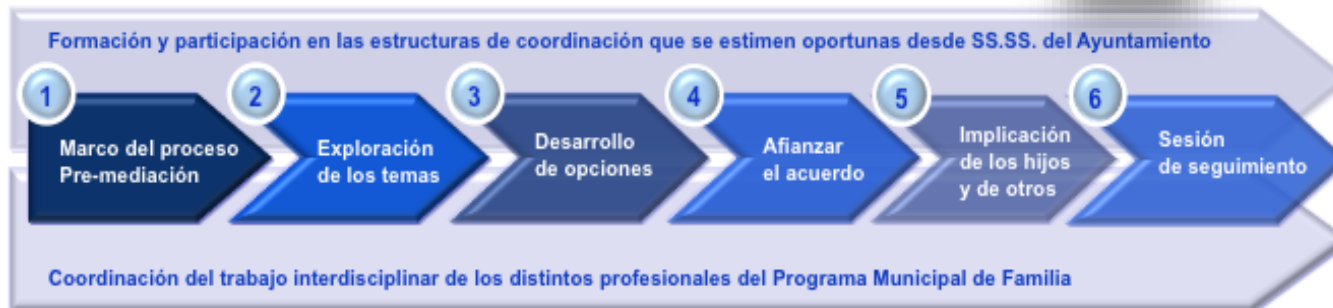 Formación y participación en las estructuras de coordinación que se estimen oportunas desde SS.SS. del Ayuntamiento
1
Marco del proceso
Pre-mediación
2
Exploración
de los temas
3
Desarrollo
de opciones
4
Afianzar
el acuerdo
5
Implicación
de los hijos
y de otros
6
Sesión
de seguimiento
Coordinación del trabajo interdisciplinar de los distintos profesionales del Programa Municipal de Familia